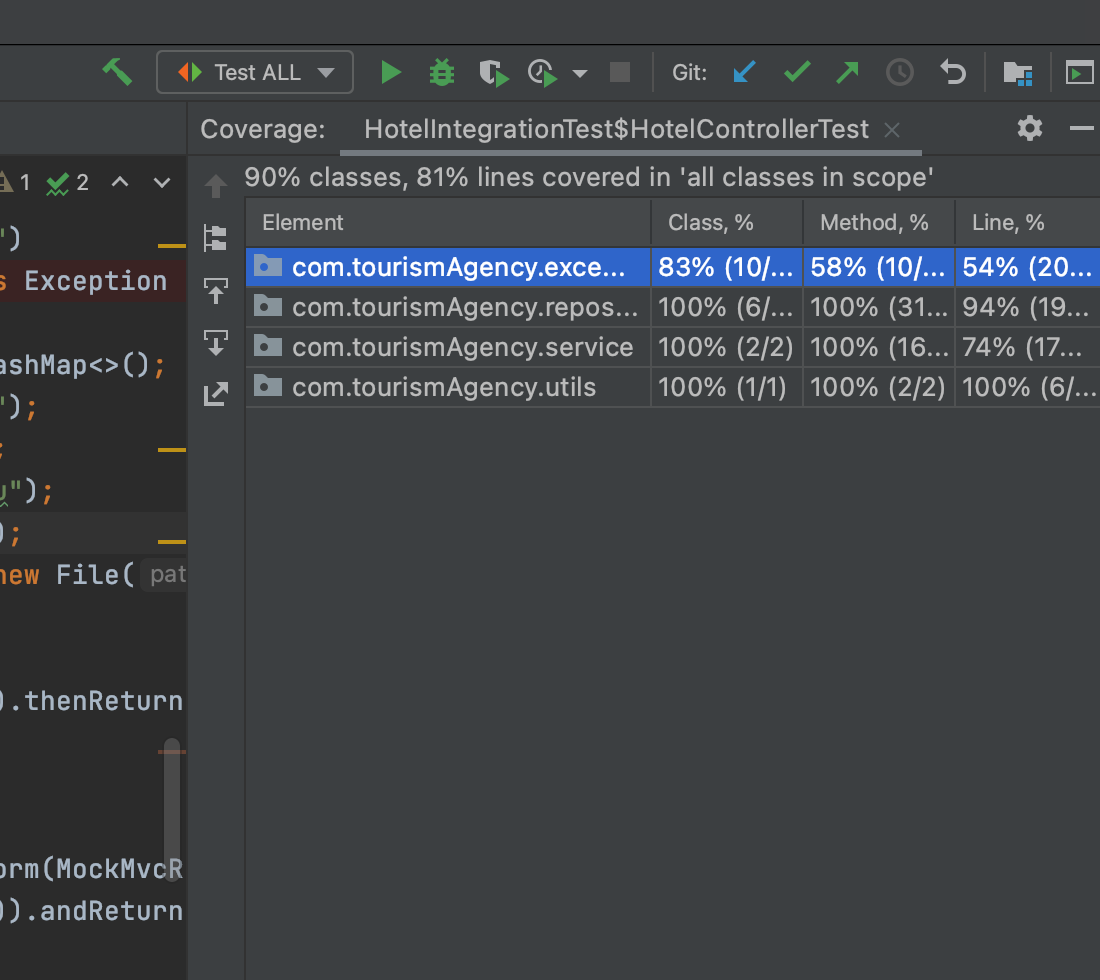 Test ALL
Git:
Coverage: HotelIntegrationTest$HotelControllerTest
1 2
90% classes, 81% lines covered in 'all classes in scope'
Element Class, % Method, % Line, %
com.tourismAgency.exce... 83% (10/... 58% (10/... 54% (20...
com.tourismAgency.repos... 100% (6/... 100% (31... 94% (19...
com.tourismAgency.service 100% (2/2) 100% (16... 74% (17...
com.tourismAgency.utils 100% (1/1) 100% (2/2) 100% (6/...
")
s Exception
ashMap<>();
");
;
u");
);
new File( pat
).thenReturn
orm(MockMvcR
)).andReturn